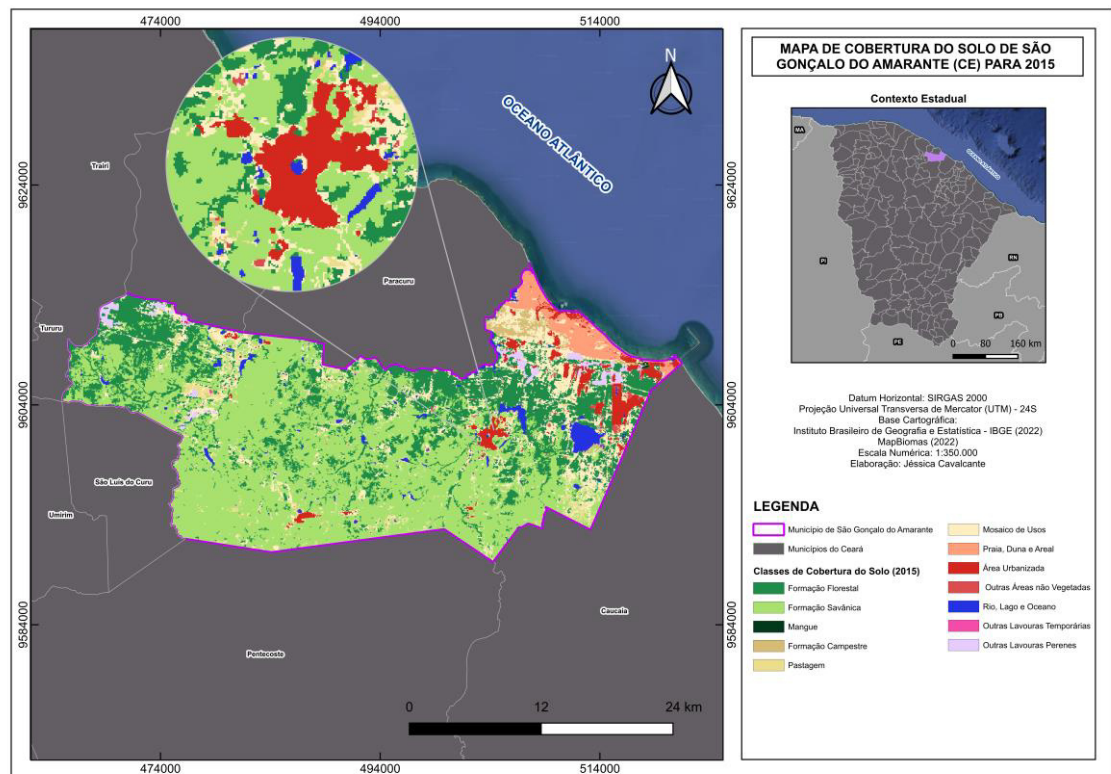 474000
494000
514000
N
OCEANO ATLÂNTICO
Trairi
Paracuru
Tururu
São Luís do Curu
Umirim
Pentecoste
Caucaia
9624000
9604000
9584000
9624000
9604000
9584000
0 12 24 km
474000
494000
514000
MAPA DE COBERTURA DO SOLO DE SÃO
GONÇALO DO AMARANTE (CE) PARA 2015
Contexto Estadual
MA
OCEANO ATLÂNTICO
PI
RN
PB
PE
0 80 160 km
Datum Horizontal: SIRGAS 2000
Projeção Universal Transversa de Mercator (UTM) - 24S
Base Cartográfica:
Instituto Brasileiro de Geografia e Estatística - IBGE (2022)
MapBiomas (2022)
Escala Numérica: 1:350.000
Elaboração: Jéssica Cavalcante
LEGENDA
Município de São Gonçalo do Amarante
Municípios do Ceará
Classes de Cobertura do Solo (2015)
Formação Florestal
Formação Savânica
Mangue
Formação Campestre
Pastagem
Mosaico de Usos
Praia, Duna e Areal
Área Urbanizada
Outras Áreas não Vegetadas
Rio, Lago e Oceano
Outras Lavouras Temporárias
Outras Lavouras Perenes